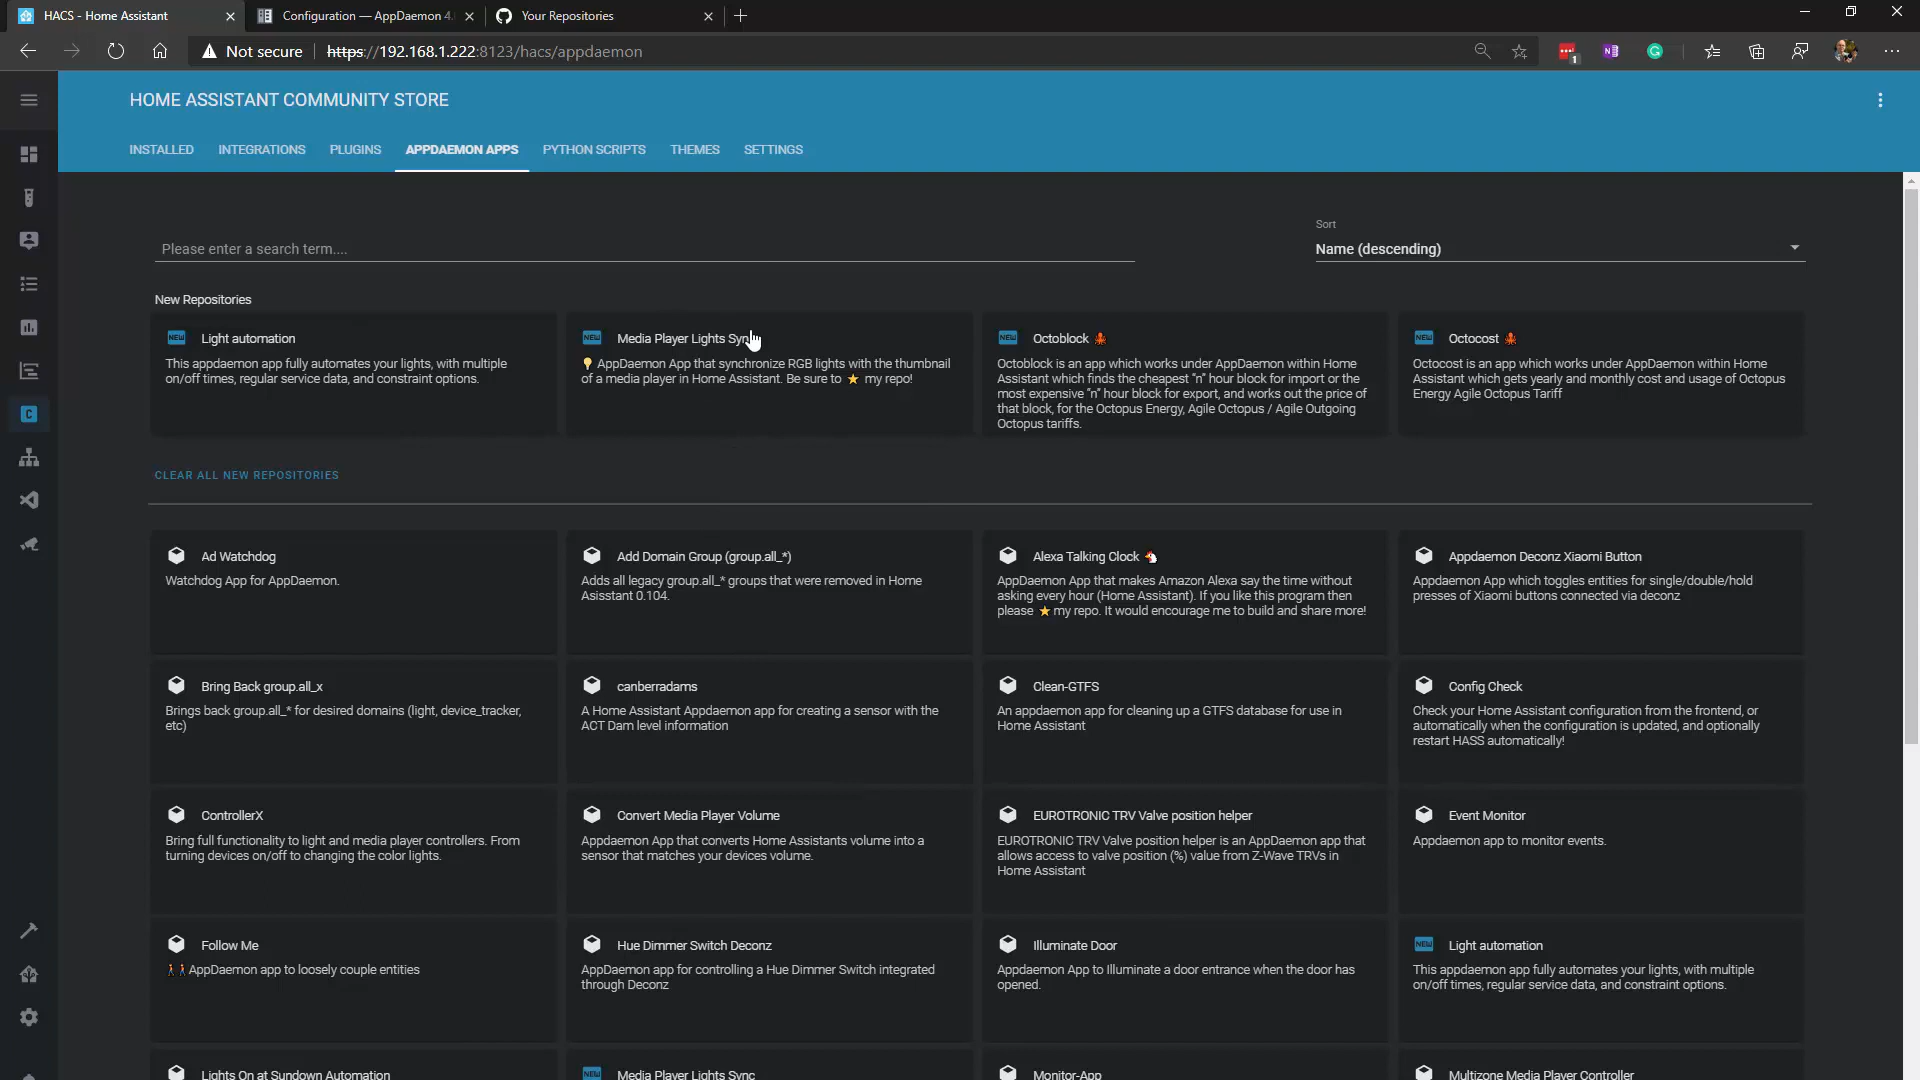 HACS - Home Assistant
Configuration — AppDaemon 4.
Your Repositories
Not secure
https://192.168.1.222:8123/hacs/appdaemon
1
HOME ASSISTANT COMMUNITY STORE
INSTALLED
INTEGRATIONS
PLUGINS
APPDAEMON APPS
PYTHON SCRIPTS
THEMES
SETTINGS
Please enter a search term....
Sort
Name (descending)
New Repositories
NEW
Light automation
This appdaemon app fully automates your lights, with multiple
on/off times, regular service data, and constraint options.
NEW
Media Player Lights Sync
💡 AppDaemon App that synchronize RGB lights with the thumbnail
of a media player in Home Assistant. Be sure to ⭐ my repo!
NEW
Octoblock 🐙
Octoblock is an app which works under AppDaemon within Home
Assistant which finds the cheapest "n" hour block for import or the
most expensive "n" hour block for export, and works out the price of
that block, for the Octopus Energy, Agile Octopus / Agile Outgoing
Octopus tariffs.
NEW
Octocost 🐙
Octocost is an app which works under AppDaemon within Home
Assistant which gets yearly and monthly cost and usage of Octopus
Energy Agile Octopus Tariff
CLEAR ALL NEW REPOSITORIES
Ad Watchdog
Watchdog App for AppDaemon.
Add Domain Group (group.all_*)
Adds all legacy group.all_* groups that were removed in Home
Asisstant 0.104.
Alexa Talking Clock 🐔
AppDaemon App that makes Amazon Alexa say the time without
asking every hour (Home Assistant). If you like this program then
please ⭐ my repo. It would encourage me to build and share more!
Appdaemon Deconz Xiaomi Button
Appdaemon App which toggles entities for single/double/hold
presses of Xiaomi buttons connected via deconz
Bring Back group.all_x
Brings back group.all_* for desired domains (light, device_tracker,
etc)
canberradams
A Home Assistant Appdaemon app for creating a sensor with the
ACT Dam level information
Clean-GTFS
An appdaemon app for cleaning up a GTFS database for use in
Home Assistant
Config Check
Check your Home Assistant configuration from the frontend, or
automatically when the configuration is updated, and optionally
restart HASS automatically!
ControllerX
Bring full functionality to light and media player controllers. From
turning devices on/off to changing the color lights.
Convert Media Player Volume
Appdaemon App that converts Home Assistants volume into a
sensor that matches your devices volume.
EUROTRONIC TRV Valve position helper
EUROTRONIC TRV Valve position helper is an AppDaemon app that
allows access to valve position (%) value from Z-Wave TRVs in
Home Assistant
Event Monitor
Appdaemon app to monitor events.
Follow Me
🚶🚶 AppDaemon app to loosely couple entities
Hue Dimmer Switch Deconz
AppDaemon app for controlling a Hue Dimmer Switch integrated
through Deconz
Illuminate Door
Appdaemon App to Illuminate a door entrance when the door has
opened.
NEW
Light automation
This appdaemon app fully automates your lights, with multiple
on/off times, regular service data, and constraint options.
Lights On at Sundown Automation
NEW
Media Player Lights Sync
Monitor-App
Multizone Media Player Controller